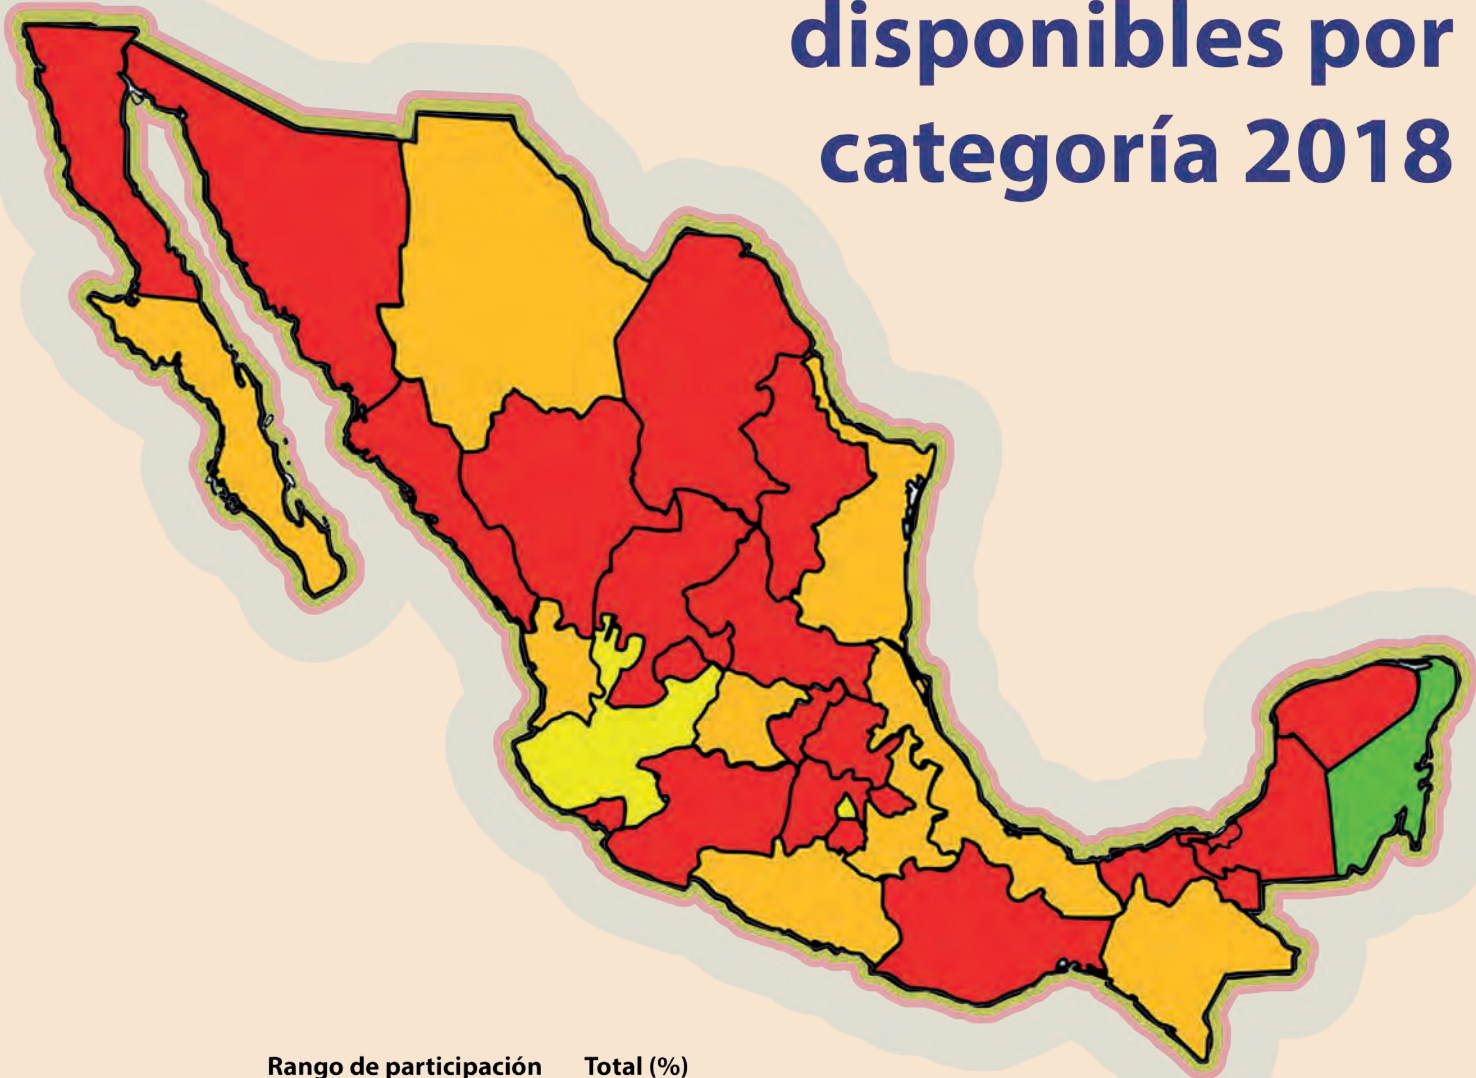 disponibles por
categoría 2018
Rango de participación Total (%)